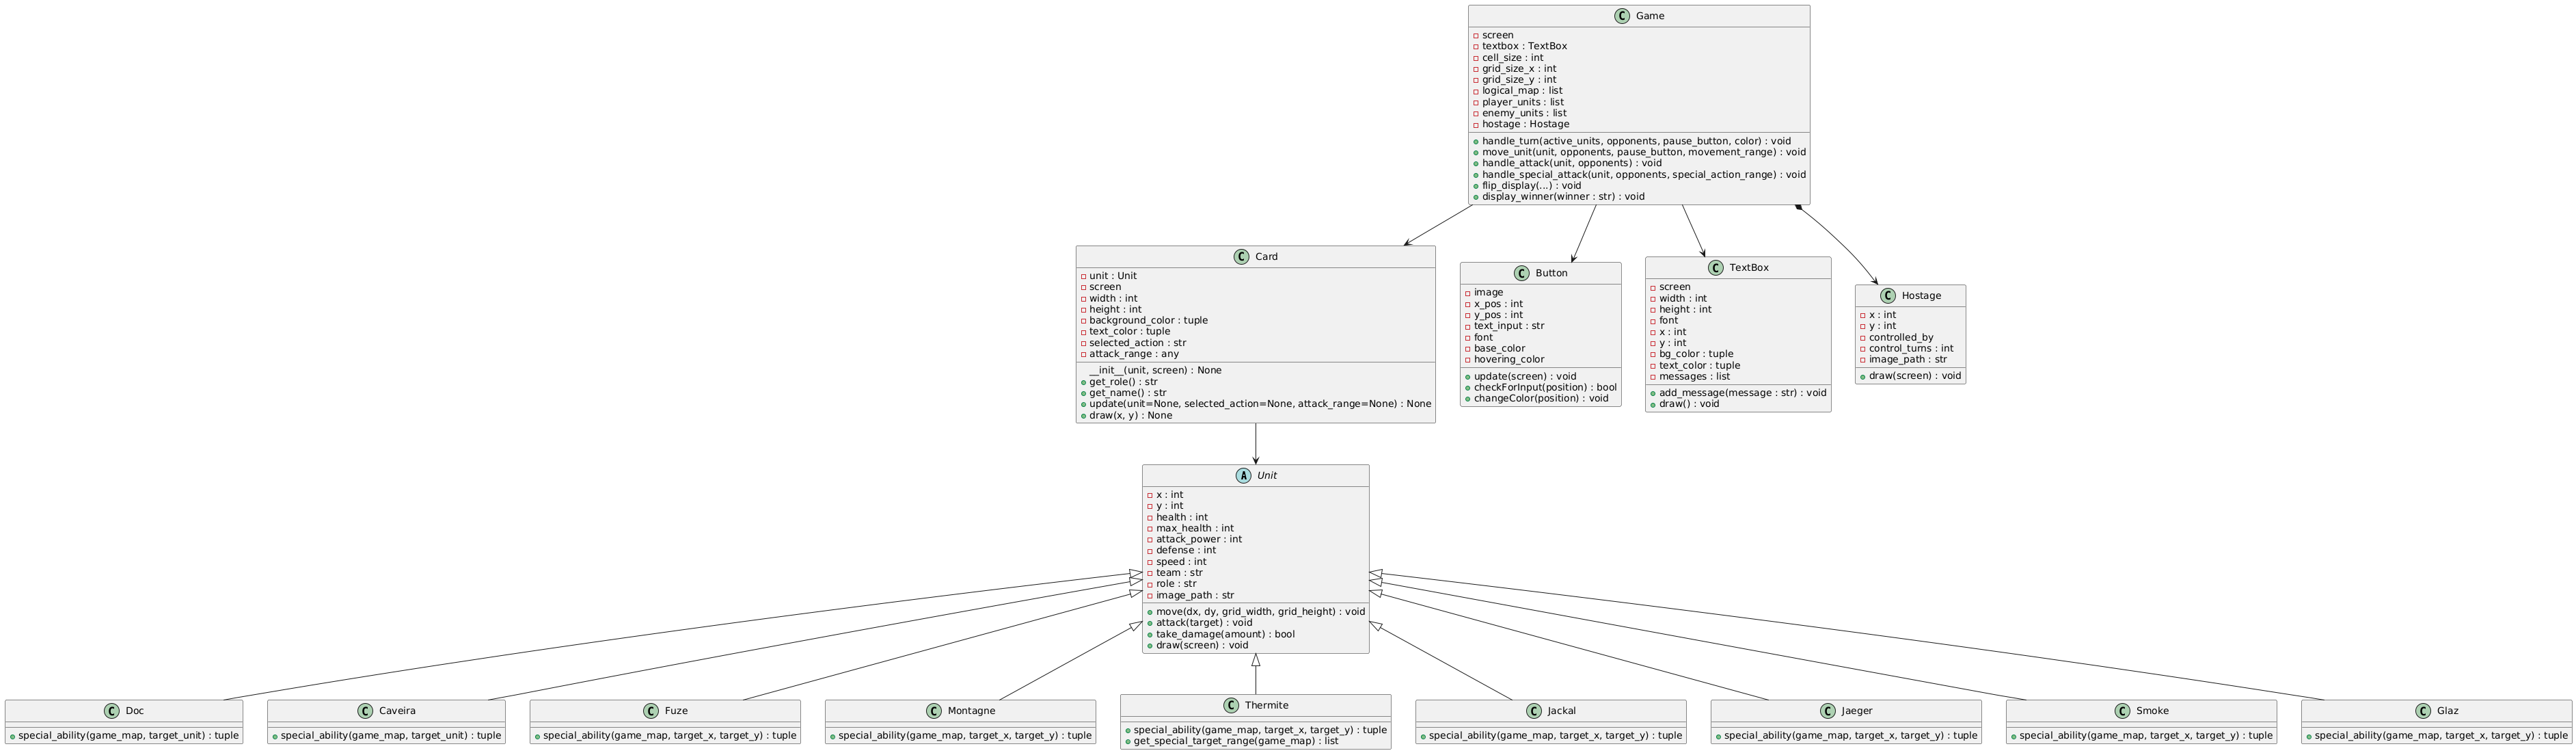 C Game
screen
textbox : TextBox
cell_size : int
grid_size_x : int
grid_size_y : int
logical_map : list
player_units : list
enemy_units : list
hostage : Hostage
handle_turn(active_units, opponents, pause_button, color) : void
move_unit(unit, opponents, pause_button, movement_range) : void
handle_attack(unit, opponents) : void
handle_special_attack(unit, opponents, special_action_range) : void
flip_display(...) : void
display_winner(winner : str) : void
C Card
unit : Unit
screen
width : int
height : int
background_color : tuple
text_color : tuple
selected_action : str
attack_range : any
__init__(unit, screen) : None
get_role() : str
get_name() : str
update(unit=None, selected_action=None, attack_range=None) : None
draw(x, y) : None
C Button
image
x_pos : int
y_pos : int
text_input : str
font
base_color
hovering_color
update(screen) : void
checkForInput(position) : bool
changeColor(position) : void
C TextBox
screen
width : int
height : int
font
x : int
y : int
bg_color : tuple
text_color : tuple
messages : list
add_message(message : str) : void
draw() : void
C Hostage
x : int
y : int
controlled_by
control_turns : int
image_path : str
draw(screen) : void
A Unit
x : int
y : int
health : int
max_health : int
attack_power : int
defense : int
speed : int
team : str
role : str
image_path : str
move(dx, dy, grid_width, grid_height) : void
attack(target) : void
take_damage(amount) : bool
draw(screen) : void
C Doc
special_ability(game_map, target_unit) : tuple
C Caveira
special_ability(game_map, target_unit) : tuple
C Fuze
special_ability(game_map, target_x, target_y) : tuple
C Montagne
special_ability(game_map, target_x, target_y) : tuple
C Thermite
special_ability(game_map, target_x, target_y) : tuple
get_special_target_range(game_map) : list
C Jackal
special_ability(game_map, target_x, target_y) : tuple
C Jaeger
special_ability(game_map, target_x, target_y) : tuple
C Smoke
special_ability(game_map, target_x, target_y) : tuple
C Glaz
special_ability(game_map, target_x, target_y) : tuple